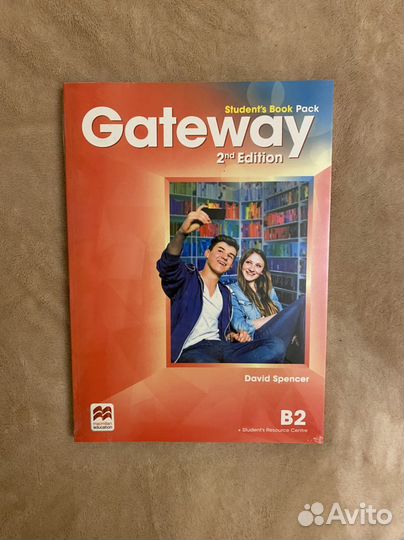 Student's Book Pack
Gateway
2nd Edition
David Spencer
macmillan
education
B2
+ Student's Resource Centre
Avito